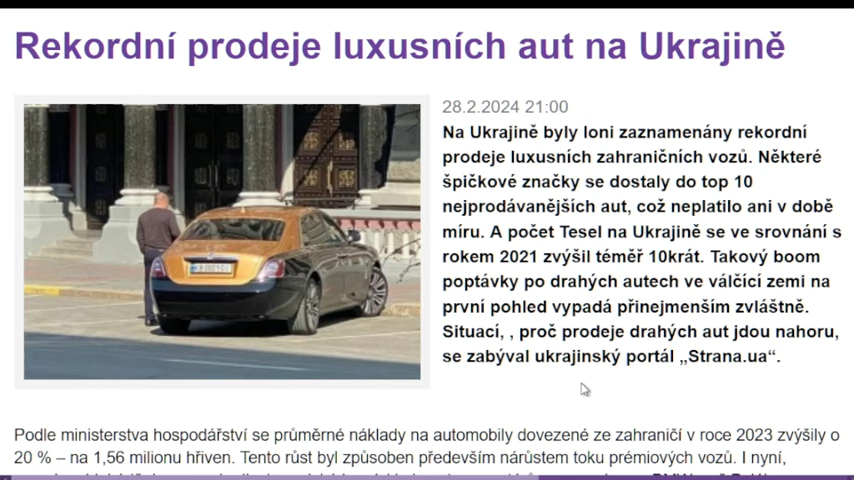 Rekordní prodeje luxusních aut na Ukrajině
28.2.2024 21:00
Na Ukrajině byly loni zaznamenány rekordní
prodeje luxusních zahraničních vozů. Některé
špičkové značky se dostaly do top 10
nejprodávanějších aut, což neplatilo ani v době
míru. A počet Tesel na Ukrajině se ve srovnání s
rokem 2021 zvýšil téměř 10krát. Takový boom
poptávky po drahých autech ve válčící zemi na
první pohled vypadá přinejmenším zvláštně.
Situací, , proč prodeje drahých aut jdou nahoru,
se zabýval ukrajinský portál „Strana.ua“.
Podle ministerstva hospodářství se průměrné náklady na automobily dovezené ze zahraničí v roce 2023 zvýšily o
20 % – na 1,56 milionu hřiven. Tento růst byl způsoben především nárůstem toku prémiových vozů. I nyní,